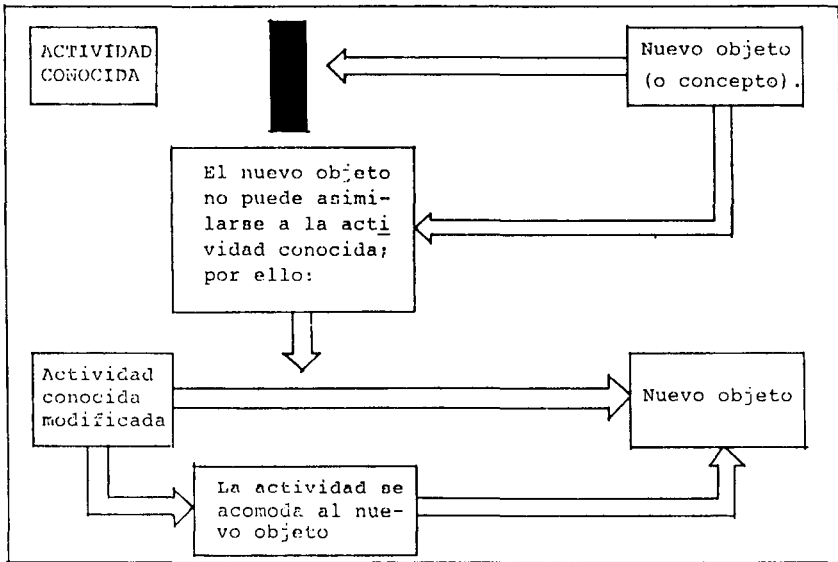 ACTIVIDAD
CONOCIDA
Nuevo objeto
(o concepto).
El nuevo objeto
no puede asimi-
larse a la acti
vidad conocida;
por ello:
Actividad
conocida
modificada
Nuevo objeto
La actividad se
acomoda al nue-
vo objeto